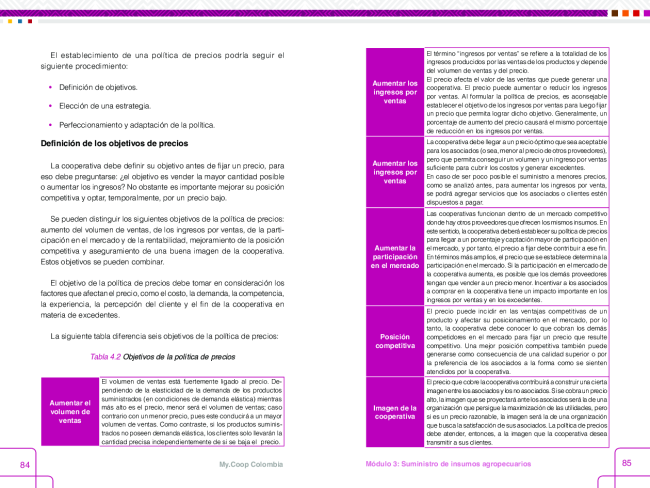 El establecimiento de una política de precios podría seguir el
siguiente procedimiento:
• Definición de objetivos.
• Elección de una estrategia.
• Perfeccionamiento y adaptación de la política.
Definición de los objetivos de precios
La cooperativa debe definir su objetivo antes de fijar un precio, para
eso debe preguntarse: ¿el objetivo es vender la mayor cantidad posible
o aumentar los ingresos? No obstante es importante mejorar su posición
competitiva y optar, temporalmente, por un precio bajo.
Se pueden distinguir los siguientes objetivos de la política de precios:
aumento del volumen de ventas, de los ingresos por ventas, de la parti-
cipación en el mercado y de la rentabilidad, mejoramiento de la posición
competitiva y aseguramiento de una buena imagen de la cooperativa.
Estos objetivos se pueden combinar.
El objetivo de la política de precios debe tomar en consideración los
factores que afectan el precio, como el costo, la demanda, la competencia,
la experiencia, la percepción del cliente y el fin de la cooperativa en
materia de excedentes.
La siguiente tabla diferencia seis objetivos de la política de precios:
Tabla 4.2 Objetivos de la política de precios
Aumentar el
volumen de
ventas
El volumen de ventas está fuertemente ligado al precio. De-
pendiendo de la elasticidad de la demanda de los productos
suministrados (en condiciones de demanda elástica) mientras
más alto es el precio, menor será el volumen de ventas; caso
contrario con un menor precio, pues este conducirá a un mayor
volumen de ventas. Como contraste, si los productos suminis-
trados no poseen demanda elástica, los clientes solo llevarán la
cantidad precisa independientemente de si se baja el precio.
84
My.Coop Colombia
Aumentar los
ingresos por
ventas
El término "ingresos por ventas" se refiere a la totalidad de los
ingresos producidos por las ventas de los productos y depende
del volumen de ventas y del precio.
El precio afecta el valor de las ventas que puede generar una
cooperativa. El precio puede aumentar o reducir los ingresos
por ventas. Al formular la política de precios, es aconsejable
establecer el objetivo de los ingresos por ventas para luego fijar
un precio que permita lograr dicho objetivo. Generalmente, un
porcentaje de aumento del precio causará el mismo porcentaje
de reducción en los ingresos por ventas.
Aumentar los
ingresos por
ventas
La cooperativa debe llegar a un precio óptimo que sea aceptable
para los asociados (o sea, menor al precio de otros proveedores),
pero que permita conseguir un volumen y un ingreso por ventas
suficiente para cubrir los costos y generar excedentes.
En caso de ser poco posible el suministro a menores precios,
como se analizó antes, para aumentar los ingresos por venta,
se podrá agregar servicios que los asociados o clientes estén
dispuestos a pagar.
Aumentar la
participación
en el mercado
Las cooperativas funcionan dentro de un mercado competitivo
donde hay otros proveedores que ofrecen los mismos insumos. En
este sentido, la cooperativa deberá establecer su política de precios
para llegar a un porcentaje y captación mayor de participación en
el mercado, y por tanto, el precio a fijar debe contribuir a ese fin.
En términos más amplios, el precio que se establece determina la
participación en el mercado. Si la participación en el mercado de
la cooperativa aumenta, es posible que los demás proveedores
tengan que vender a un precio menor. Incentivar a los asociados
a comprar en la cooperativa tiene un impacto importante en los
ingresos por ventas y en los excedentes.
Posición
competitiva
El precio puede incidir en las ventajas competitivas de un
producto y afectar su posicionamiento en el mercado, por lo
tanto, la cooperativa debe conocer lo que cobran los demás
competidores en el mercado para fijar un precio que resulte
competitivo. Una mejor posición competitiva también puede
generarse como consecuencia de una calidad superior o por
la preferencia de los asociados a la forma como se sienten
atendidos por la cooperativa.
Imagen de la
cooperativa
El precio que cobre la cooperativa contribuirá a construir una cierta
imagen entre los asociados y los no asociados. Si se cobra un precio
alto, la imagen que se proyectará ante los asociados será la de una
organización que persigue la maximización de las utilidades, pero
si es un precio razonable, la imagen será la de una organización
que busca la satisfacción de sus asociados. La política de precios
debe atender, entonces, a la imagen que la cooperativa desea
transmitir a sus clientes.
Módulo 3: Suministro de insumos agropecuarios
85